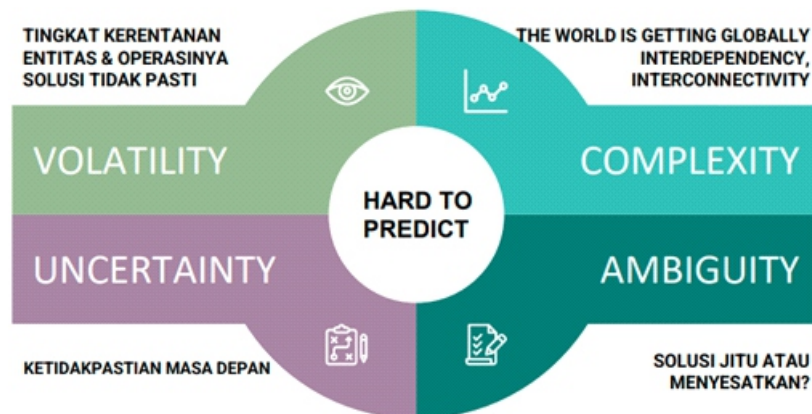 TINGKAT KERENTANAN
ENTITAS & OPERASINYA
SOLUSI TIDAK PASTI
VOLATILITY
THE WORLD IS GETTING GLOBALLY
INTERDEPENDENCY,
INTERCONNECTIVITY
COMPLEXITY
HARD TO
PREDICT
UNCERTAINTY
KETIDAKPASTIAN MASA DEPAN
AMBIGUITY
SOLUSI JITU ATAU
MENYESATKAN?